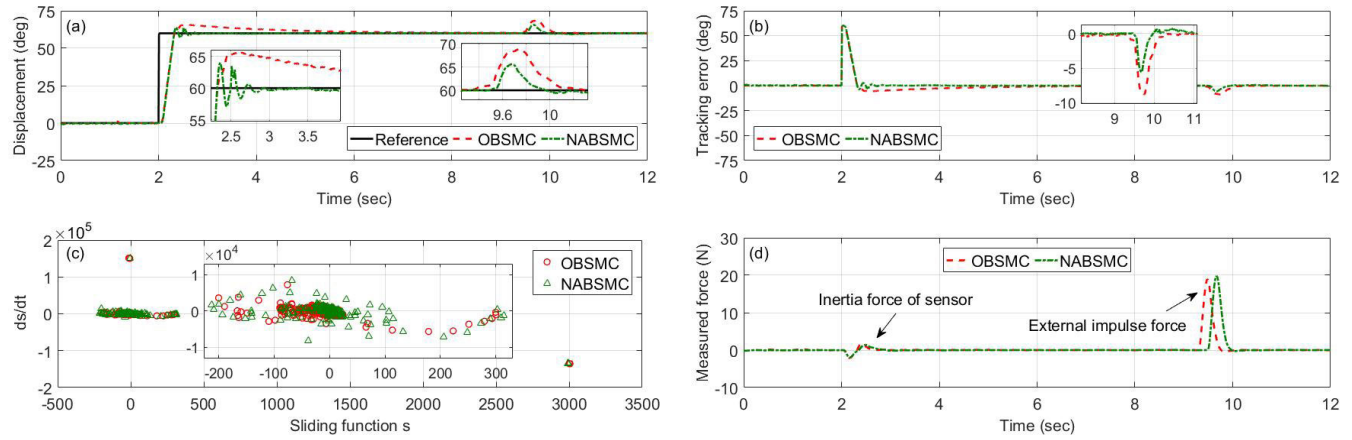 (a)
Displacement (deg)
75
50
25
0
-25
65
60
55
2.5 3 3.5
70
60
9.6 10
Reference OBSMC NABSMC
0 2 4 6 8 10 12
Time (sec)
(b)
Tracking error (deg)
75
50
25
0
-25
-50
-75
0
-5
-10
9 10 11
OBSMC NABSMC
0 2 4 6 8 10 12
Time (sec)
×10⁵
(c)
ds/dt
2
1
0
-1
-2
×10⁴
1
0
-1
-200 -100 0 100 200 300
OBSMC
NABSMC
-500 0 500 1000 1500 2000 2500 3000 3500
Sliding function s
(d)
Measured force (N)
30
20
10
0
-10
OBSMC NABSMC
Inertia force of sensor
External impulse force
0 2 4 6 8 10 12
Time (sec)